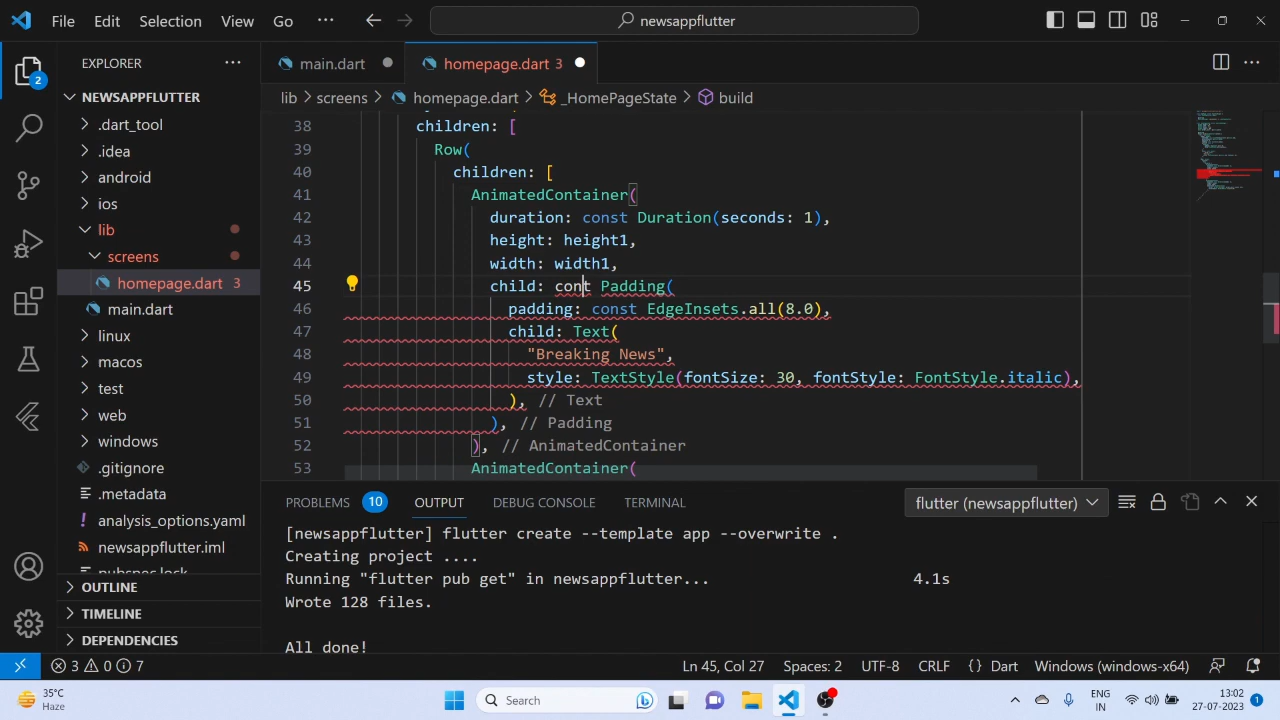 File Edit Selection View Go ··· newsappflutter
EXPLORER ···
NEWSAPPFLUTTER
.dart_tool
.idea
android
ios
lib
screens
homepage.dart 3
main.dart
linux
macos
test
web
windows
.gitignore
.metadata
analysis_options.yaml
newsappflutter.iml
pubspec.lock
OUTLINE
TIMELINE
DEPENDENCIES
2
main.dart
homepage.dart 3
lib > screens > homepage.dart > _HomePageState > build
38 children: [
39 Row(
40 children: [
41 AnimatedContainer(
42 duration: const Duration(seconds: 1),
43 height: height1,
44 width: width1,
45 child: cont Padding(
46 padding: const EdgeInsets.all(8.0),
47 child: Text(
48 "Breaking News",
49 style: TextStyle(fontSize: 30, fontStyle: FontStyle.italic),
50 ), // Text
51 ), // Padding
52 ), // AnimatedContainer
53 AnimatedContainer(
PROBLEMS 10 OUTPUT DEBUG CONSOLE TERMINAL flutter (newsappflutter)
[newsappflutter] flutter create --template app --overwrite .
Creating project ....
Running "flutter pub get" in newsappflutter... 4.1s
Wrote 128 files.
All done!
3 0 7 Ln 45, Col 27 Spaces: 2 UTF-8 CRLF {} Dart Windows (windows-x64)
35°C
Haze
Search
ENG
IN
13:02
27-07-2023
1